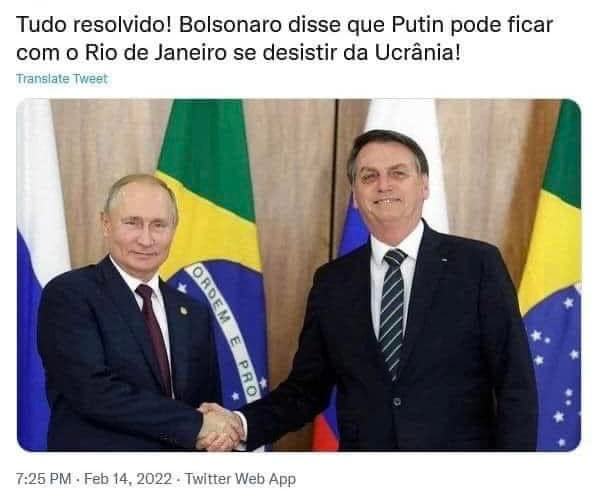 Tudo resolvido! Bolsonaro disse que Putin pode ficar
com o Rio de Janeiro se desistir da Ucrânia!
Translate Tweet
ORDEM E PRO
7:25 PM · Feb 14, 2022 · Twitter Web App